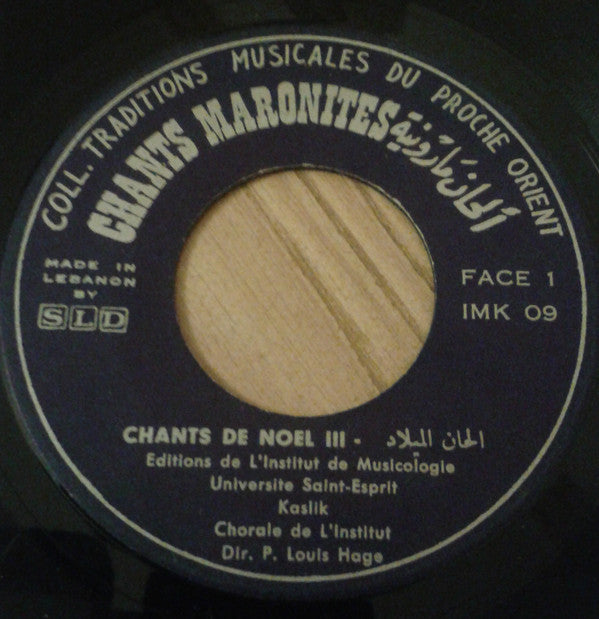 COLL. TRADITIONS MUSICALES DU PROCHE ORIENT
CHANTS MARONITES ألحان مارونية
MADE IN
LEBANON
BY
SLD
FACE 1
IMK 09
CHANTS DE NOEL III - الحان الميلاد
Editions de L'Institut de Musicologie
Universite Saint-Esprit
Kaslik
Chorale de L'Institut
Dir. P. Louis Hage